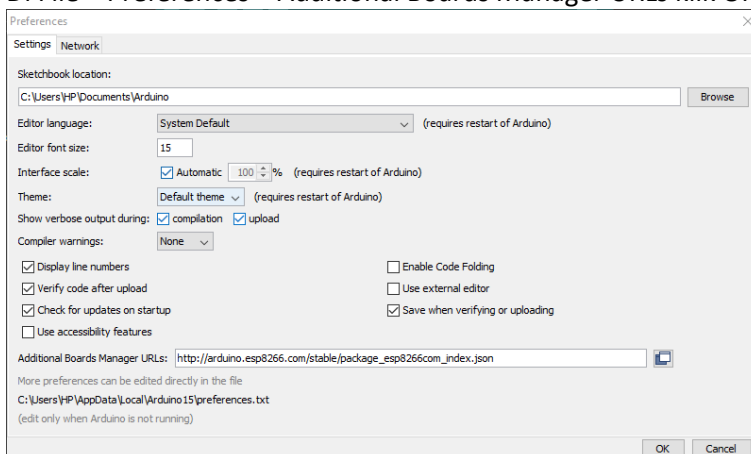 Preferences
Settings Network
Sketchbook location:
C:\Users\HP\Documents\Arduino Browse
Editor language: System Default (requires restart of Arduino)
Editor font size: 15
Interface scale: Automatic 100 % (requires restart of Arduino)
Theme: Default theme (requires restart of Arduino)
Show verbose output during: compilation upload
Compiler warnings: None
Display line numbers Enable Code Folding
Verify code after upload Use external editor
Check for updates on startup Save when verifying or uploading
Use accessibility features
Additional Boards Manager URLs: http://arduino.esp8266.com/stable/package_esp8266com_index.json
More preferences can be edited directly in the file
C:\Users\HP\AppData\Local\Arduino15\preferences.txt
(edit only when Arduino is not running)
OK Cancel